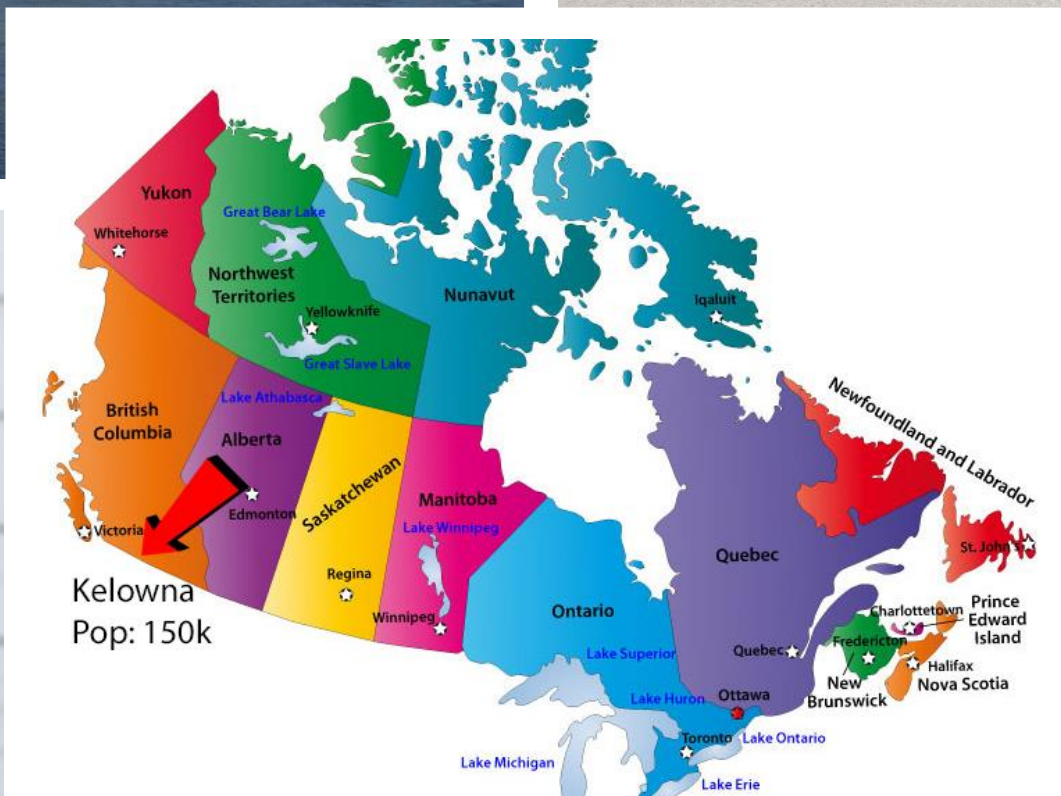 Yukon
Whitehorse
Great Bear Lake
Northwest
Territories
Yellowknife
Great Slave Lake
Nunavut
Iqaluit
British
Columbia
Lake Athabasca
Alberta
Edmonton
Victoria
Saskatchewan
Regina
Manitoba
Lake Winnipeg
Winnipeg
Kelowna
Pop: 150k
Ontario
Quebec
Newfoundland and Labrador
St. John's
Charlottetown
Prince
Edward
Island
Fredericton
Halifax
New
Brunswick
Nova Scotia
Quebec
Lake Superior
Lake Huron
Ottawa
Toronto
Lake Ontario
Lake Michigan
Lake Erie